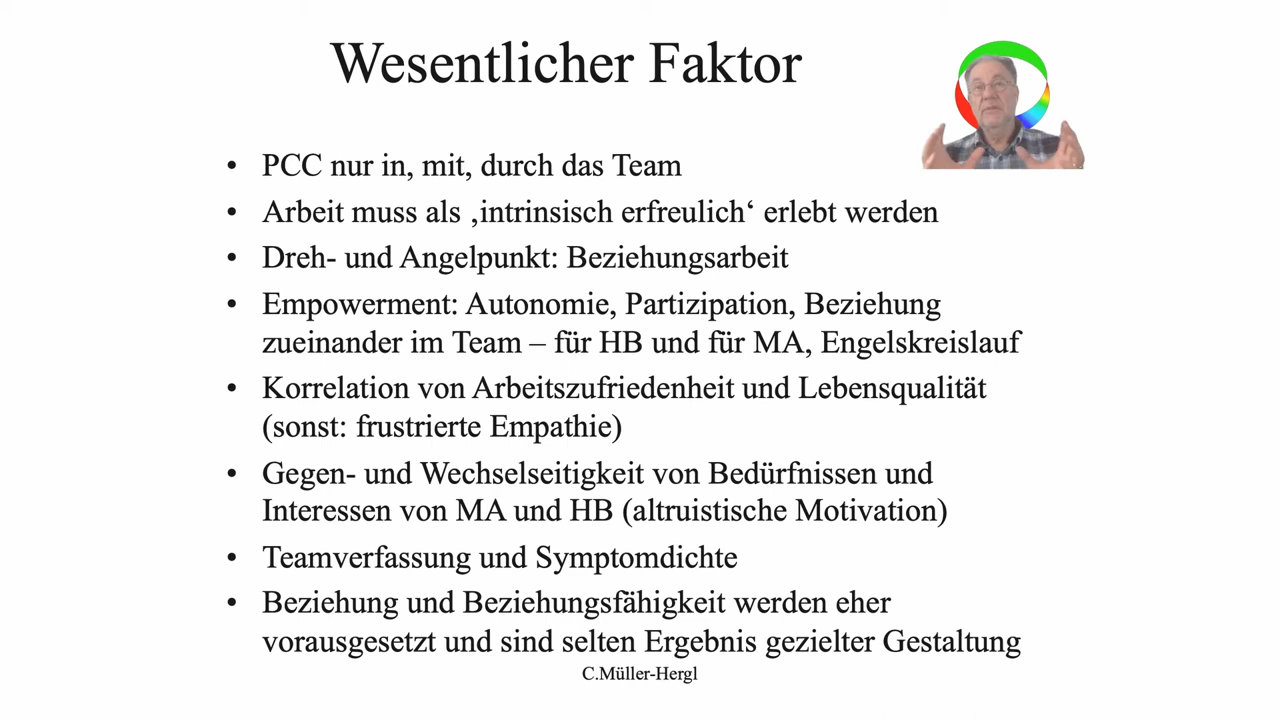 Wesentlicher Faktor
• PCC nur in, mit, durch das Team
• Arbeit muss als ‚intrinsisch erfreulich‘ erlebt werden
• Dreh- und Angelpunkt: Beziehungsarbeit
• Empowerment: Autonomie, Partizipation, Beziehung
zueinander im Team – für HB und für MA, Engelskreislauf
• Korrelation von Arbeitszufriedenheit und Lebensqualität
(sonst: frustrierte Empathie)
• Gegen- und Wechselseitigkeit von Bedürfnissen und
Interessen von MA und HB (altruistische Motivation)
• Teamverfassung und Symptomdichte
• Beziehung und Beziehungsfähigkeit werden eher
vorausgesetzt und sind selten Ergebnis gezielter Gestaltung
C.Müller-Hergl